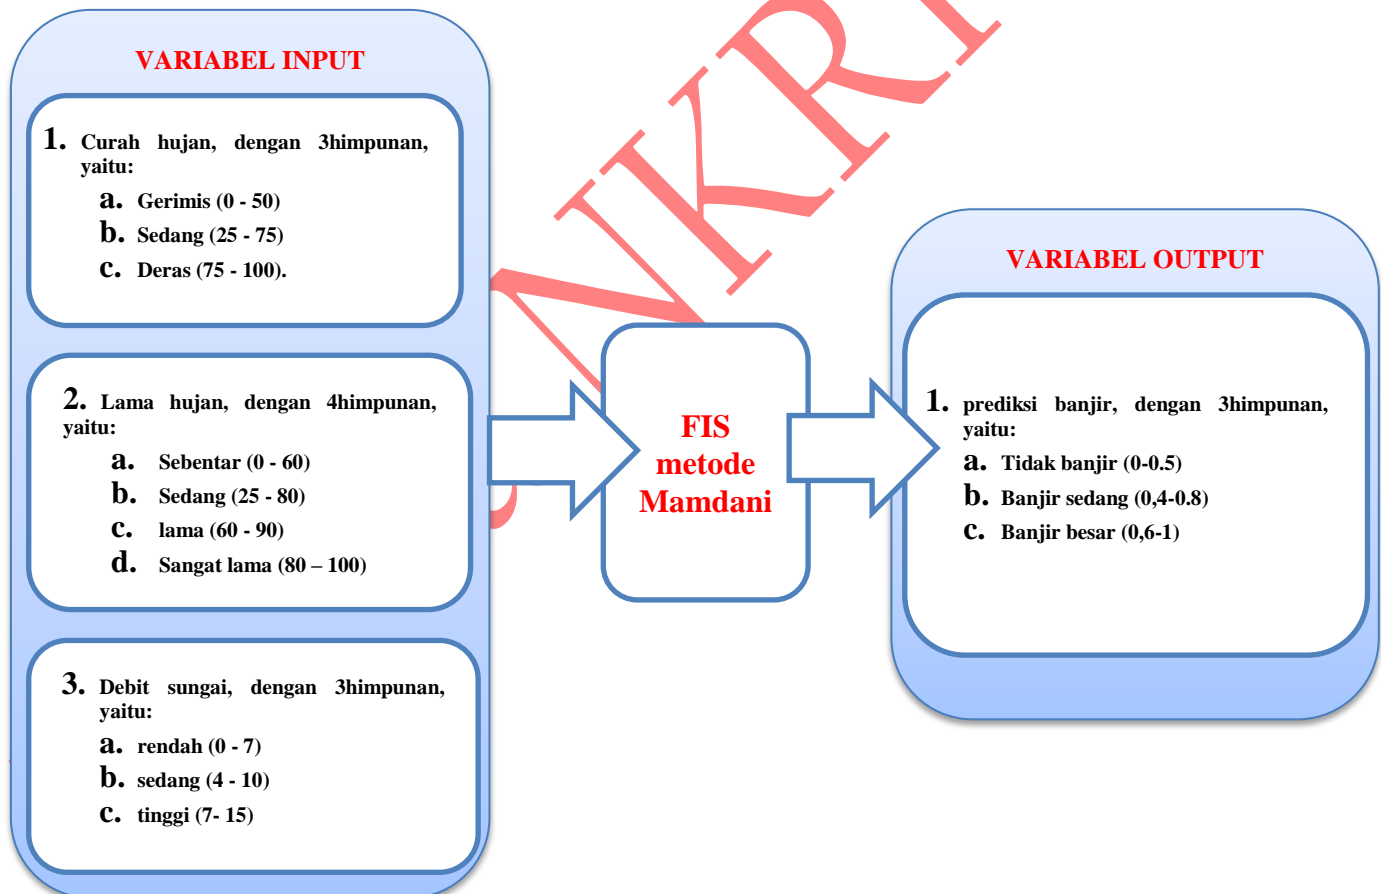 VARIABEL INPUT
1. Curah hujan, dengan 3himpunan,
yaitu:
a. Gerimis (0 - 50)
b. Sedang (25 - 75)
c. Deras (75 - 100).
2. Lama hujan, dengan 4himpunan,
yaitu:
a. Sebentar (0 - 60)
b. Sedang (25 - 80)
c. lama (60 - 90)
d. Sangat lama (80 – 100)
3. Debit sungai, dengan 3himpunan,
yaitu:
a. rendah (0 - 7)
b. sedang (4 - 10)
c. tinggi (7- 15)
FIS
metode
Mamdani
VARIABEL OUTPUT
1. prediksi banjir, dengan 3himpunan,
yaitu:
a. Tidak banjir (0-0.5)
b. Banjir sedang (0,4-0.8)
c. Banjir besar (0,6-1)